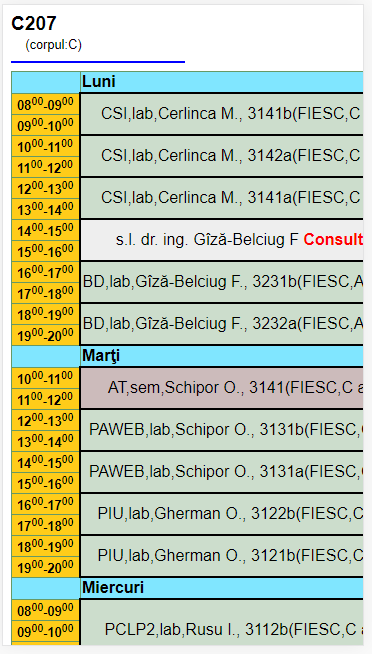 C207
(corpul:C)
Luni
08⁰⁰-09⁰⁰
09⁰⁰-10⁰⁰
CSI,lab,Cerlinca M., 3141b(FIESC,C
10⁰⁰-11⁰⁰
11⁰⁰-12⁰⁰
CSI,lab,Cerlinca M., 3142a(FIESC,C
12⁰⁰-13⁰⁰
13⁰⁰-14⁰⁰
CSI,lab,Cerlinca M., 3141a(FIESC,C
14⁰⁰-15⁰⁰
15⁰⁰-16⁰⁰
s.l. dr. ing. Gîză-Belciug F Consult
16⁰⁰-17⁰⁰
17⁰⁰-18⁰⁰
BD,lab,Gîză-Belciug F., 3231b(FIESC,A
18⁰⁰-19⁰⁰
19⁰⁰-20⁰⁰
BD,lab,Gîză-Belciug F., 3232a(FIESC,A
Marţi
10⁰⁰-11⁰⁰
11⁰⁰-12⁰⁰
AT,sem,Schipor O., 3141(FIESC,C a
12⁰⁰-13⁰⁰
13⁰⁰-14⁰⁰
PAWEB,lab,Schipor O., 3131b(FIESC,
14⁰⁰-15⁰⁰
15⁰⁰-16⁰⁰
PAWEB,lab,Schipor O., 3131a(FIESC,
16⁰⁰-17⁰⁰
17⁰⁰-18⁰⁰
PIU,lab,Gherman O., 3122b(FIESC,C
18⁰⁰-19⁰⁰
19⁰⁰-20⁰⁰
PIU,lab,Gherman O., 3121b(FIESC,C
Miercuri
08⁰⁰-09⁰⁰
09⁰⁰-10⁰⁰
PCLP2,lab,Rusu I., 3112b(FIESC,C a